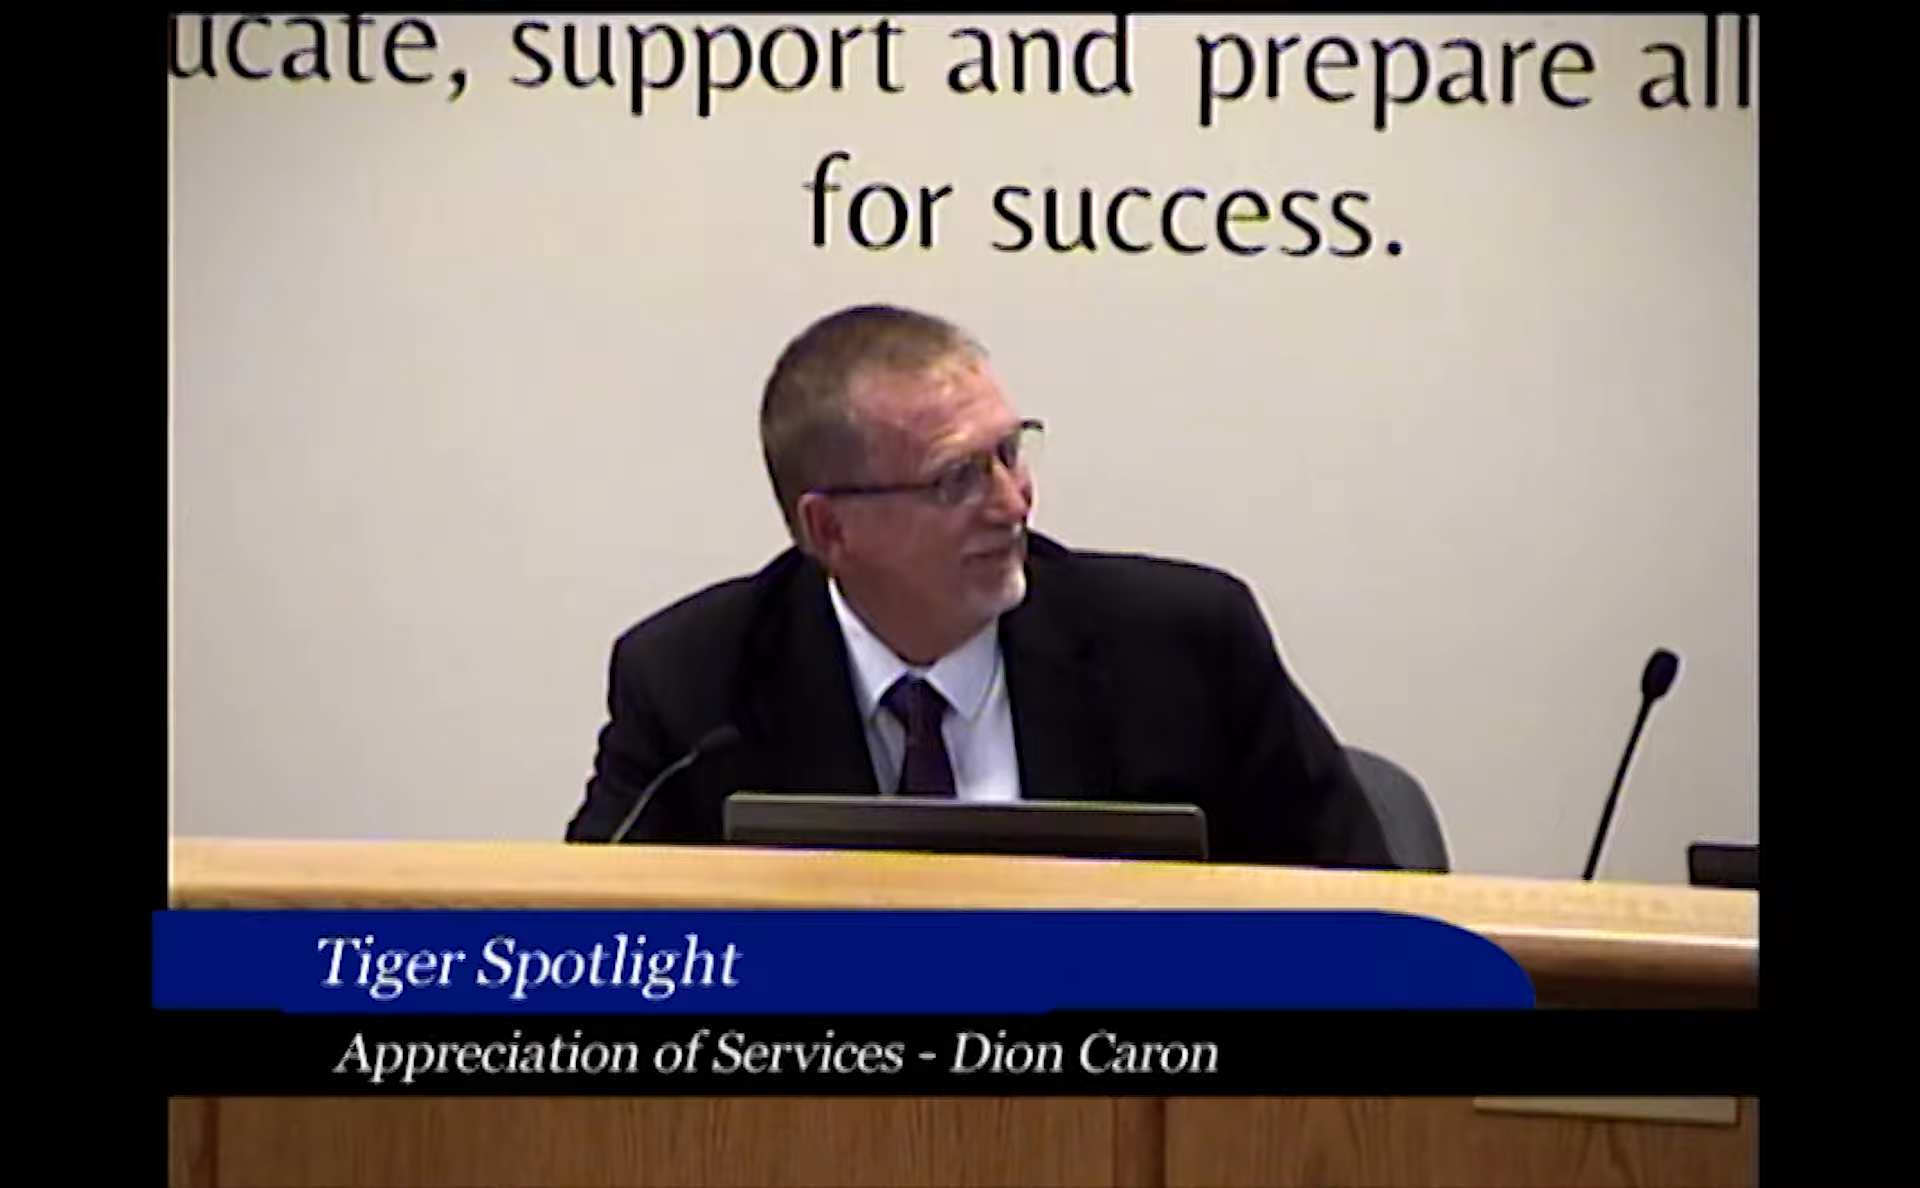 ucate, support and prepare all
for success.
Tiger Spotlight
Appreciation of Services - Dion Caron